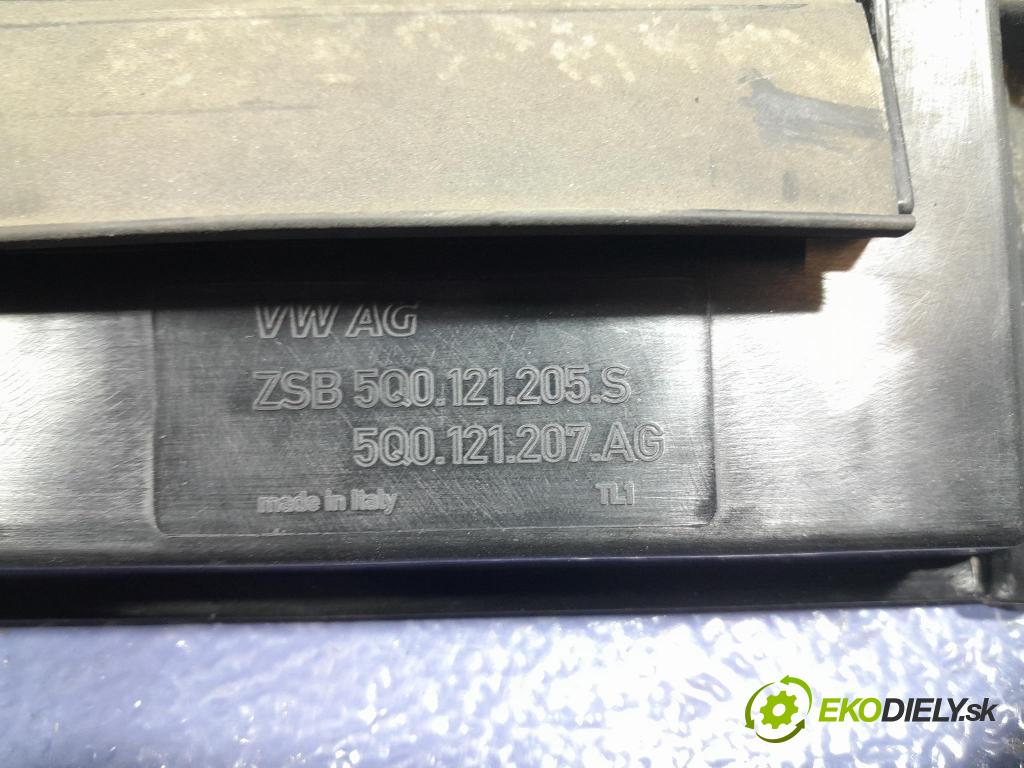 VW AG
ZSB 5Q0.121.205.S
5Q0.121.207.AG
made in Italy TL1
EKODIELY.sk